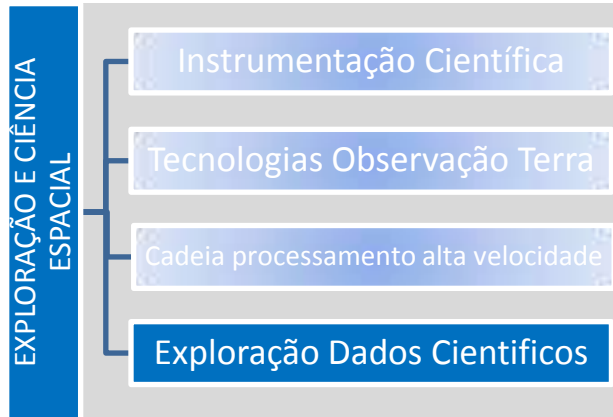 EXPLORAÇÃO E CIÊNCIA
ESPACIAL
Instrumentação Científica
Tecnologias Observação Terra
Cadeia processamento alta velocidade
Exploração Dados Cientificos